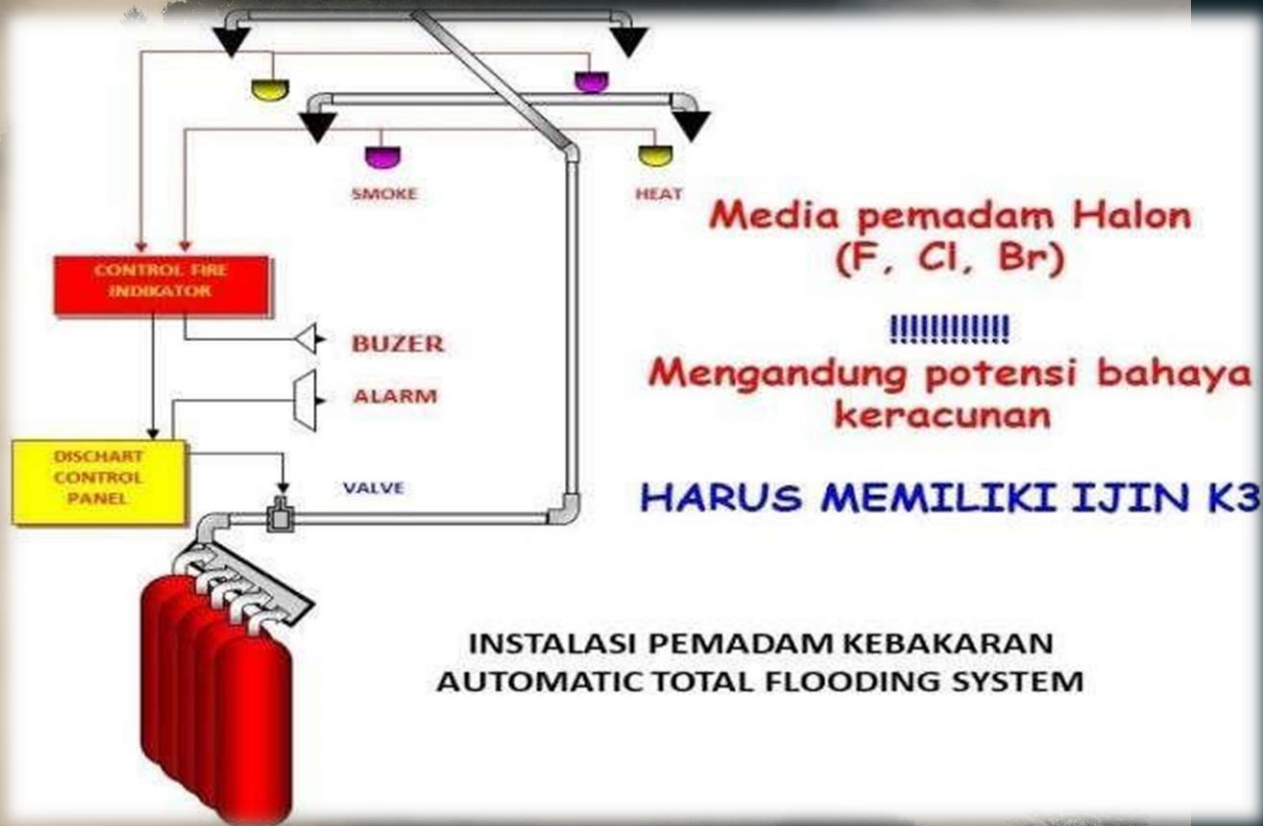 SMOKE
HEAT
Media pemadam Halon
(F, Cl, Br)
!!!!!!!!!!!!
Mengandung potensi bahaya
keracunan
HARUS MEMILIKI IJIN K3
CONTROL FIRE
INDIKATOR
BUZER
ALARM
DISCHART
CONTROL
PANEL
VALVE
INSTALASI PEMADAM KEBAKARAN
AUTOMATIC TOTAL FLOODING SYSTEM